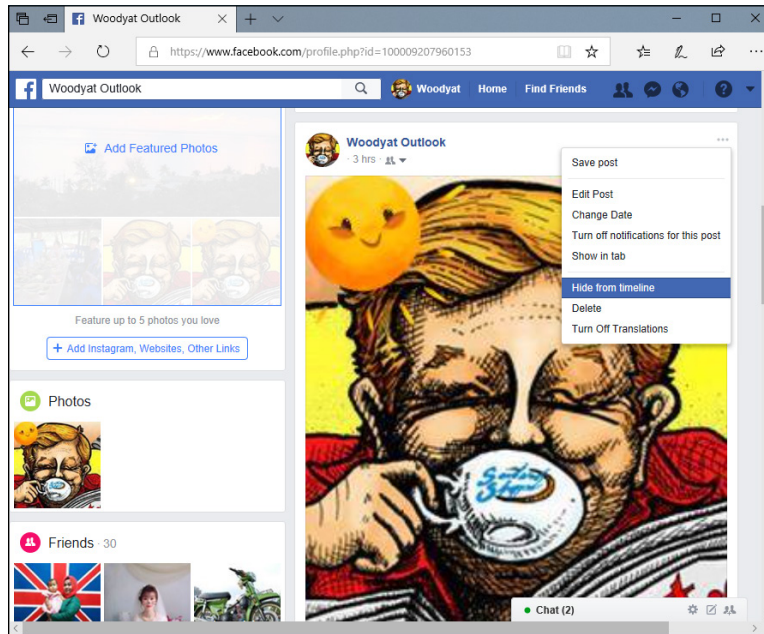 Woodyat Outlook
https://www.facebook.com/profile.php?id=100009207960153
f Woodyat Outlook Woodyat Home Find Friends
Add Featured Photos
Feature up to 5 photos you love
+ Add Instagram, Websites, Other Links
Photos
Friends · 30
Woodyat Outlook
3 hrs ·
Save post
Edit Post
Change Date
Turn off notifications for this post
Show in tab
Hide from timeline
Delete
Turn Off Translations
Chat (2)